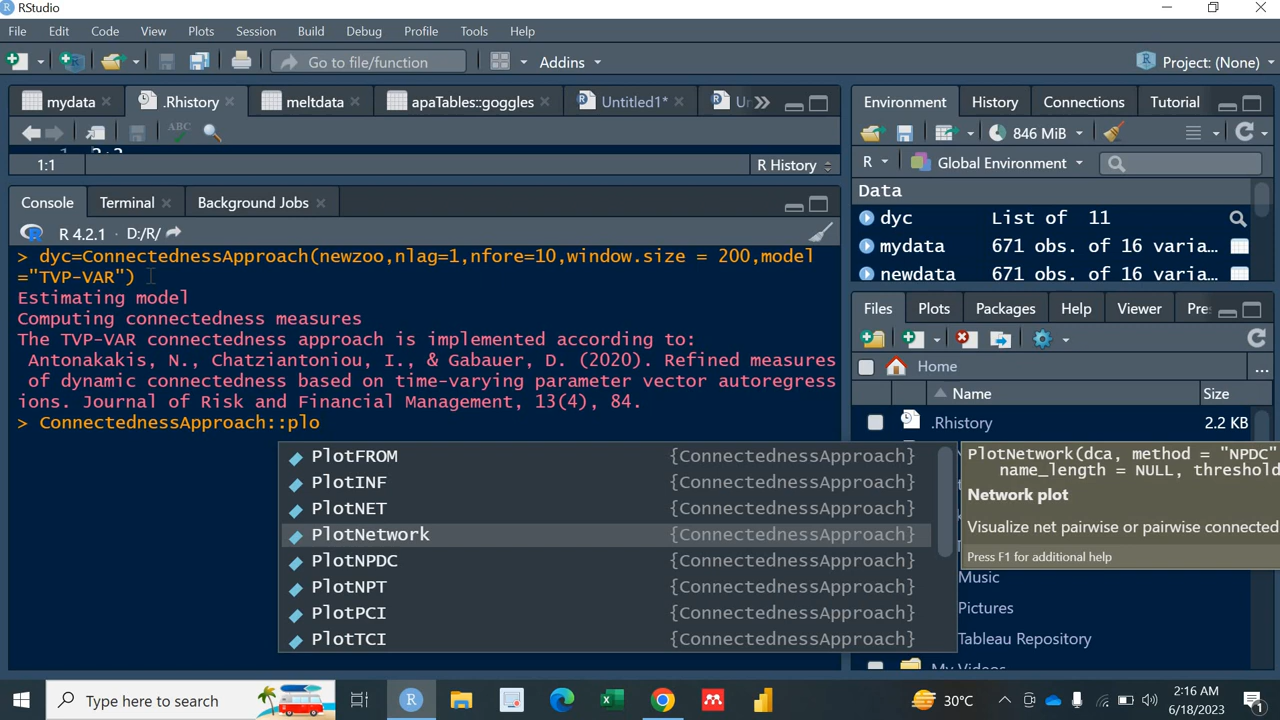 RStudio
File Edit Code View Plots Session Build Debug Profile Tools Help
Go to file/function Addins Project: (None)
mydata .Rhistory meltdata apaTables::goggles Untitled1*
ABC
1:1 R History
Console Terminal Background Jobs
R 4.2.1 · D:/R/
> dyc=ConnectednessApproach(newzoo,nlag=1,nfore=10,window.size = 200,model
="TVP-VAR")
Estimating model
Computing connectedness measures
The TVP-VAR connectedness approach is implemented according to:
Antonakakis, N., Chatziantoniou, I., & Gabauer, D. (2020). Refined measures
of dynamic connectedness based on time-varying parameter vector autoregress
ions. Journal of Risk and Financial Management, 13(4), 84.
> ConnectednessApproach::plo
PlotFROM {ConnectednessApproach}
PlotINF {ConnectednessApproach}
PlotNET {ConnectednessApproach}
PlotNetwork {ConnectednessApproach}
PlotNPDC {ConnectednessApproach}
PlotNPT {ConnectednessApproach}
PlotPCI {ConnectednessApproach}
PlotTCI {ConnectednessApproach}
Environment History Connections Tutorial
846 MiB
R Global Environment
Data
dyc List of 11
mydata 671 obs. of 16 varia…
newdata 671 obs. of 16 varia…
Files Plots Packages Help Viewer
Home ...
Name Size
.Rhistory 2.2 KB
PlotNetwork(dca, method = "NPDC"
name_length = NULL, threshold
Network plot
Visualize net pairwise or pairwise connected
Press F1 for additional help
Music
Pictures
Tableau Repository
My Videos
Type here to search
30°C
2:16 AM
6/18/2023
1